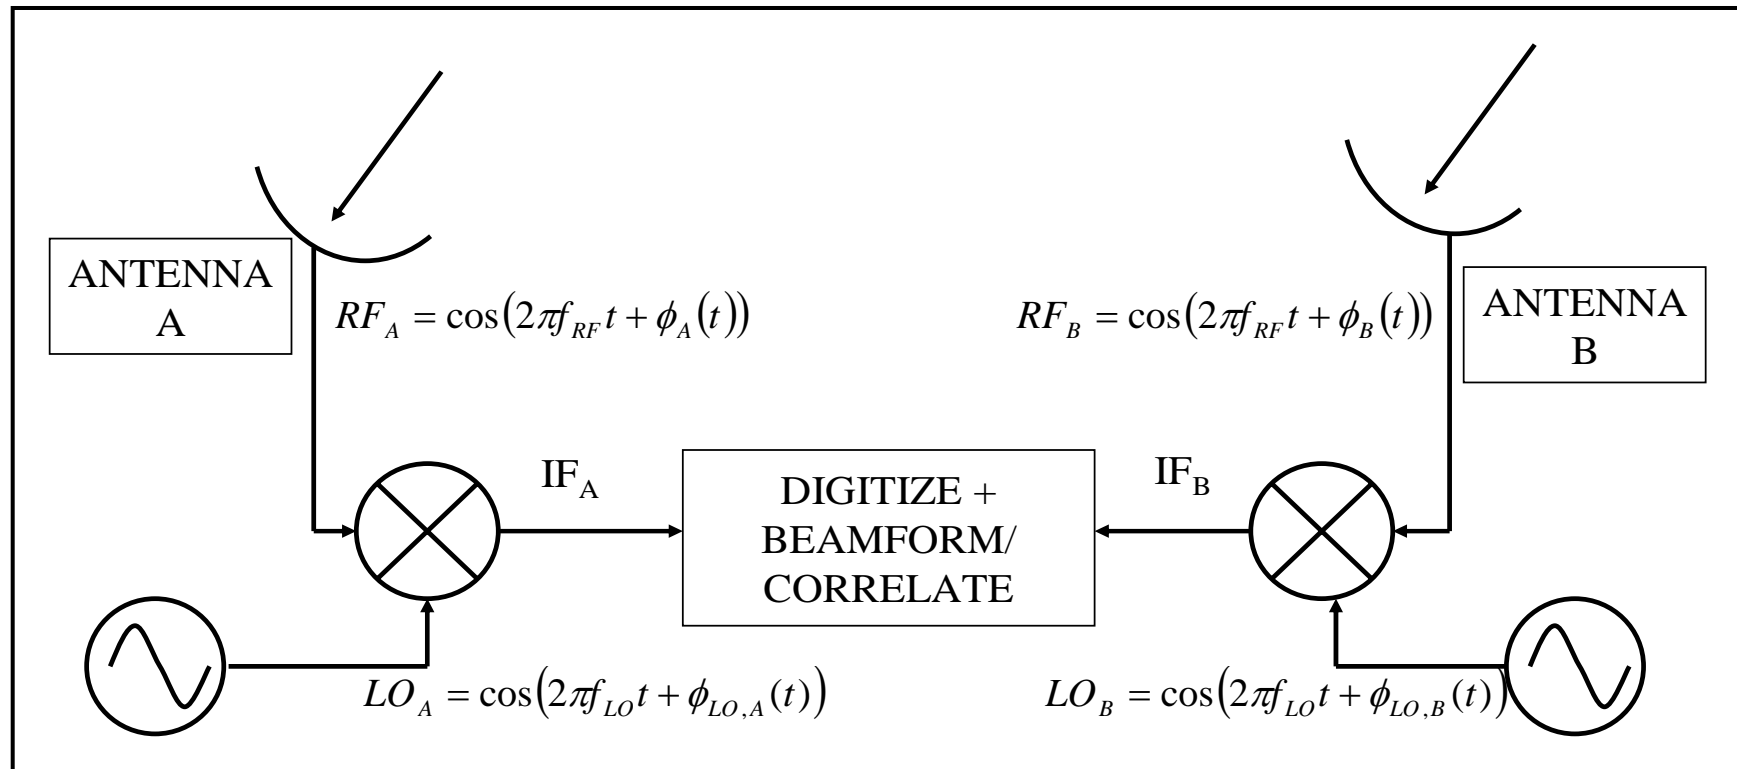 ANTENNA
A
RF_A = cos(2πf_RF t + ϕ_A(t))
RF_B = cos(2πf_RF t + ϕ_B(t))
ANTENNA
B
IF_A
DIGITIZE +
BEAMFORM/
CORRELATE
IF_B
LO_A = cos(2πf_LO t + ϕ_LO,A(t))
LO_B = cos(2πf_LO t + ϕ_LO,B(t))